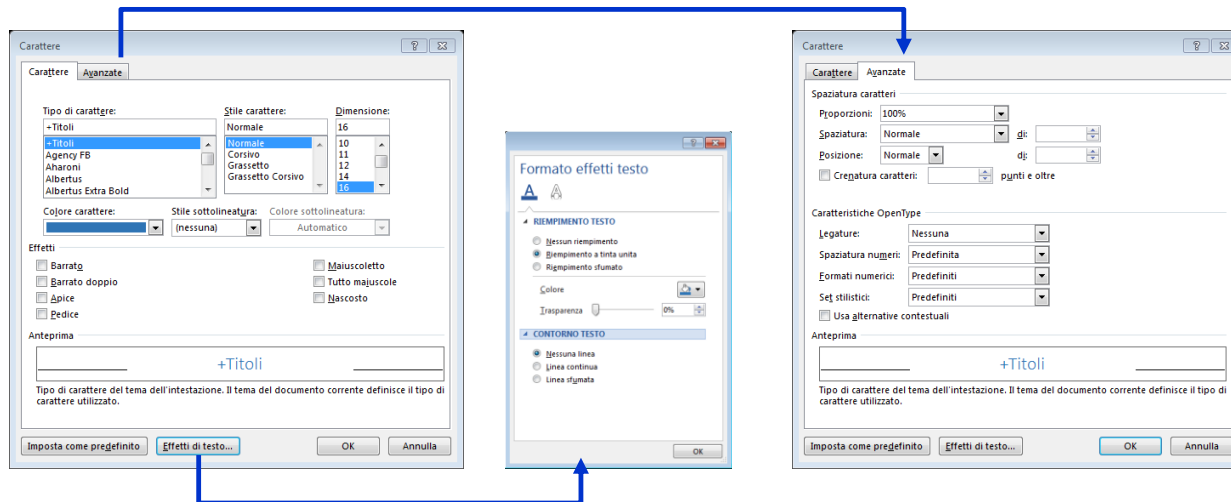 Carattere
Carattere Avanzate
Tipo di carattere: Stile carattere: Dimensione:
+Titoli Normale 16
+Titoli Normale 10
Agency FB Corsivo 11
Aharoni Grassetto 12
Albertus Grassetto Corsivo 14
Albertus Extra Bold 16
Colore carattere: Stile sottolineatura: Colore sottolineatura:
(nessuna) Automatico
Effetti
Barrato Maiuscoletto
Barrato doppio Tutto maiuscole
Apice Nascosto
Pedice
Anteprima
+Titoli
Tipo di carattere del tema dell'intestazione. Il tema del documento corrente definisce il tipo di
carattere utilizzato.
Imposta come predefinito Effetti di testo... OK Annulla
Formato effetti testo
A A
RIEMPIMENTO TESTO
Nessun riempimento
Riempimento a tinta unita
Riempimento sfumato
Colore
Trasparenza 0%
CONTORNO TESTO
Nessuna linea
Linea continua
Linea sfumata
OK
Carattere
Carattere Avanzate
Spaziatura caratteri
Proporzioni: 100%
Spaziatura: Normale di:
Posizione: Normale di:
Crenatura caratteri: punti e oltre
Caratteristiche OpenType
Legature: Nessuna
Spaziatura numeri: Predefinita
Formati numerici: Predefiniti
Set stilistici: Predefiniti
Usa alternative contestuali
Anteprima
+Titoli
Tipo di carattere del tema dell'intestazione. Il tema del documento corrente definisce il tipo di
carattere utilizzato.
Imposta come predefinito Effetti di testo... OK Annulla